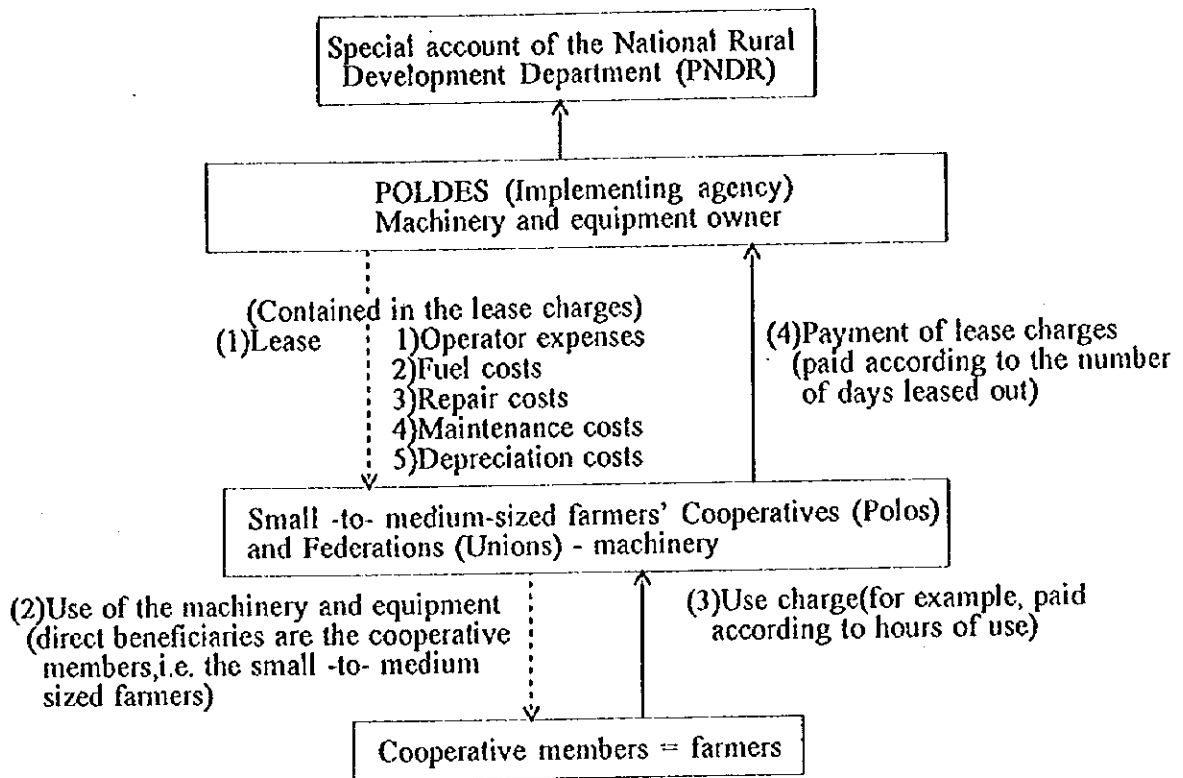 Special account of the National Rural
Development Department (PNDR)
POLDES (Implementing agency)
Machinery and equipment owner
(Contained in the lease charges)
(1)Lease
1)Operator expenses
2)Fuel costs
3)Repair costs
4)Maintenance costs
5)Depreciation costs
(4)Payment of lease charges
(paid according to the number
of days leased out)
Small -to- medium-sized farmers' Cooperatives (Polos)
and Federations (Unions) - machinery
(2)Use of the machinery and equipment
(direct beneficiaries are the cooperative
members,i.e. the small -to- medium
sized farmers)
(3)Use charge(for example, paid
according to hours of use)
Cooperative members = farmers